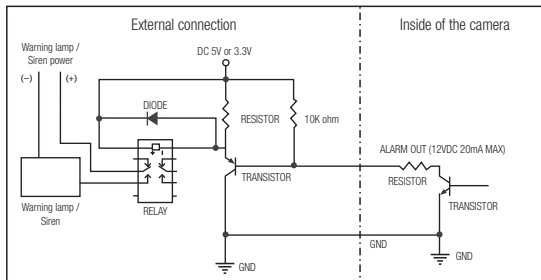 External connection
Inside of the camera
Warning lamp /
Siren power
(−)
(+)
DC 5V or 3.3V
DIODE
RESISTOR
10K ohm
ALARM OUT (12VDC 20mA MAX)
RESISTOR
TRANSISTOR
TRANSISTOR
Warning lamp /
Siren
RELAY
GND
GND
GND